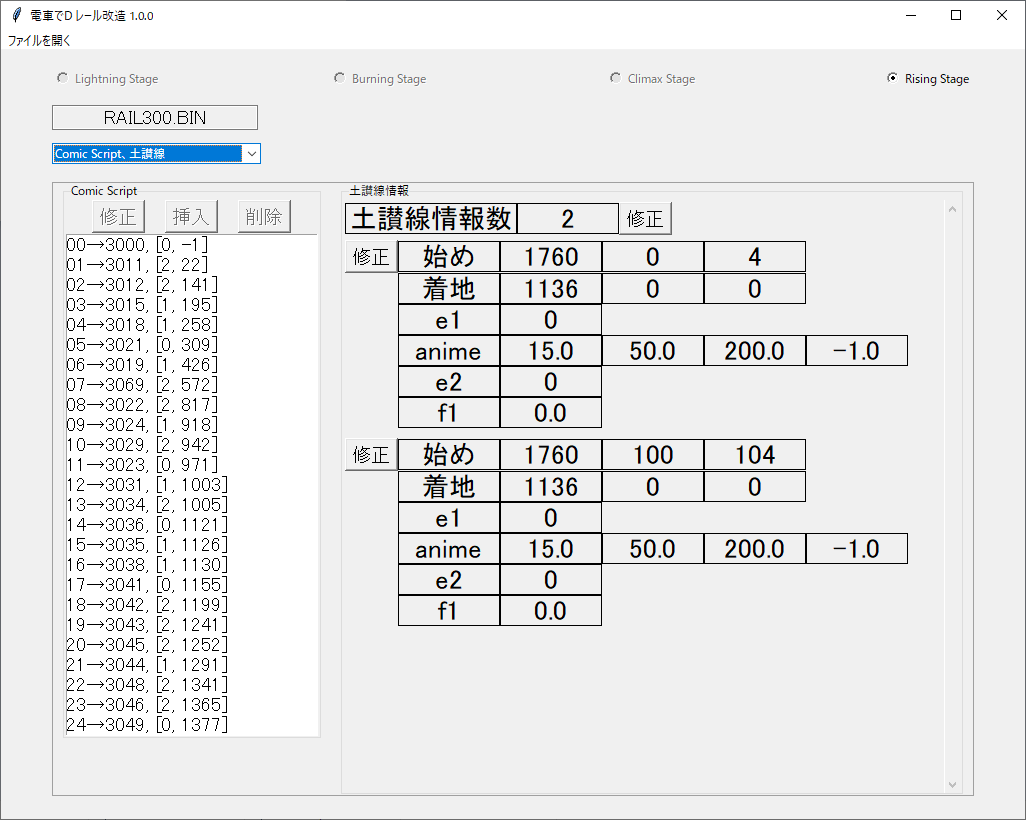 電車でDレール改造 1.0.0
ファイルを開く
Lightning Stage Burning Stage Climax Stage Rising Stage
RAIL300.BIN
Comic Script、土讃線
Comic Script
修正 挿入 削除
00→3000, [0, -1]
01→3011, [2, 22]
02→3012, [2, 141]
03→3015, [1, 195]
04→3018, [1, 258]
05→3021, [0, 309]
06→3019, [1, 426]
07→3069, [2, 572]
08→3022, [2, 817]
09→3024, [1, 918]
10→3029, [2, 942]
11→3023, [0, 971]
12→3031, [1, 1003]
13→3034, [2, 1005]
14→3036, [0, 1121]
15→3035, [1, 1126]
16→3038, [1, 1130]
17→3041, [0, 1155]
18→3042, [2, 1199]
19→3043, [2, 1241]
20→3045, [2, 1252]
21→3044, [1, 1291]
22→3048, [2, 1341]
23→3046, [2, 1365]
24→3049, [0, 1377]
土讃線情報
土讃線情報数 2 修正
修正 始め 1760 0 4
着地 1136 0 0
e1 0
anime 15.0 50.0 200.0 -1.0
e2 0
f1 0.0
修正 始め 1760 100 104
着地 1136 0 0
e1 0
anime 15.0 50.0 200.0 -1.0
e2 0
f1 0.0